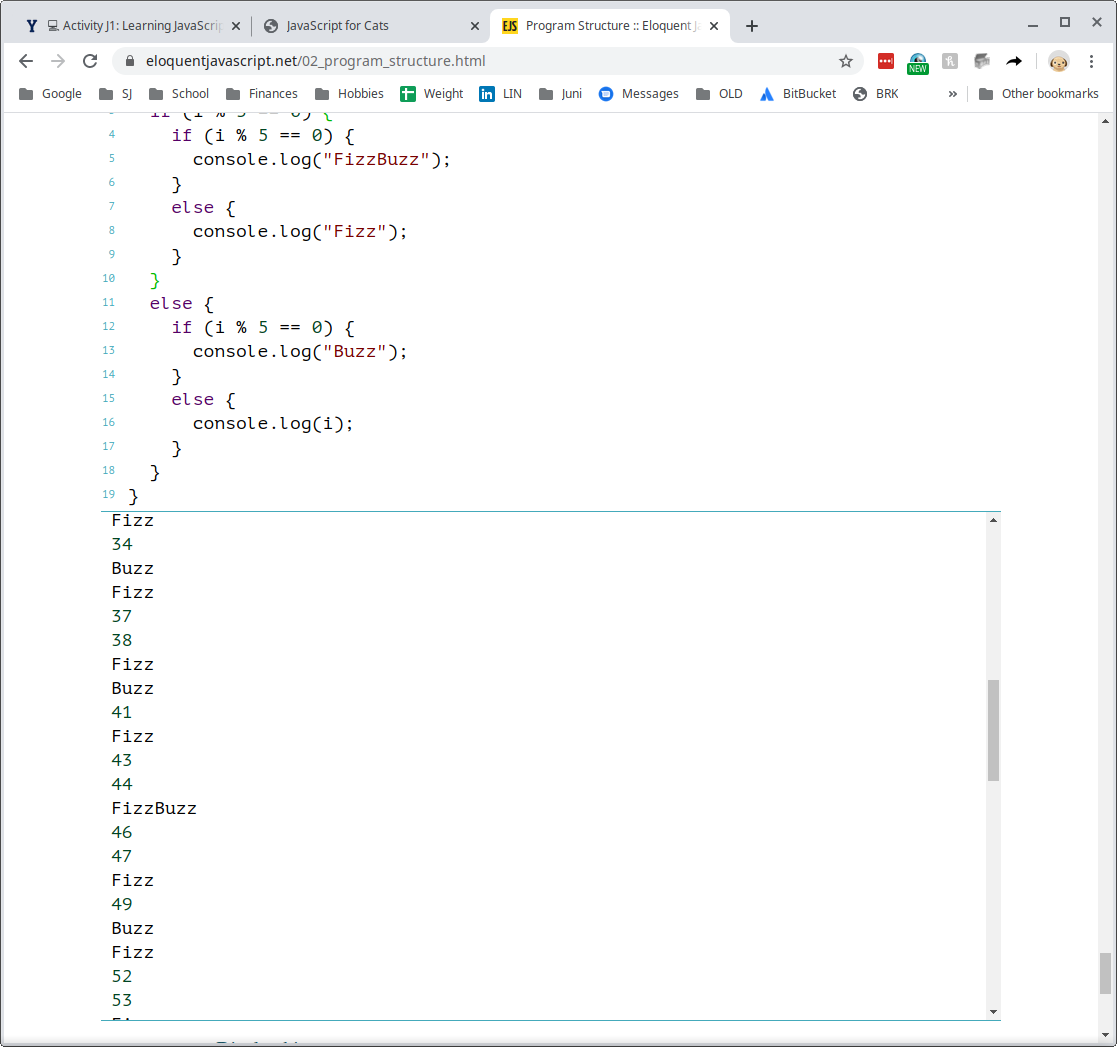 Activity J1: Learning JavaScrip
JavaScript for Cats
EJS Program Structure :: Eloquent J
eloquentjavascript.net/02_program_structure.html
NEW
Google SJ School Finances Hobbies Weight LIN Juni Messages OLD BitBucket BRK » Other bookmarks
3 if (i % 3 == 0) {
4 if (i % 5 == 0) {
5 console.log("FizzBuzz");
6 }
7 else {
8 console.log("Fizz");
9 }
10 }
11 else {
12 if (i % 5 == 0) {
13 console.log("Buzz");
14 }
15 else {
16 console.log(i);
17 }
18 }
19 }
Fizz
34
Buzz
Fizz
37
38
Fizz
Buzz
41
Fizz
43
44
FizzBuzz
46
47
Fizz
49
Buzz
Fizz
52
53